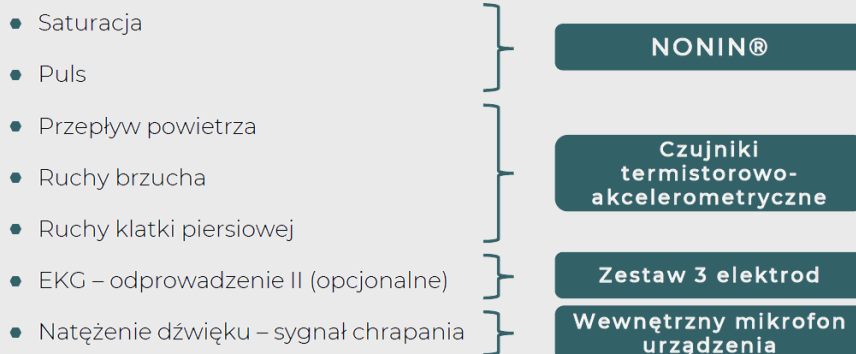 Saturacja
Puls
NONIN®
Przepływ powietrza
Ruchy brzucha
Ruchy klatki piersiowej
Czujniki
termistorowo-
akcelerometryczne
EKG – odprowadzenie II (opcjonalne)
Zestaw 3 elektrod
Natężenie dźwięku – sygnał chrapania
Wewnętrzny mikrofon
urządzenia